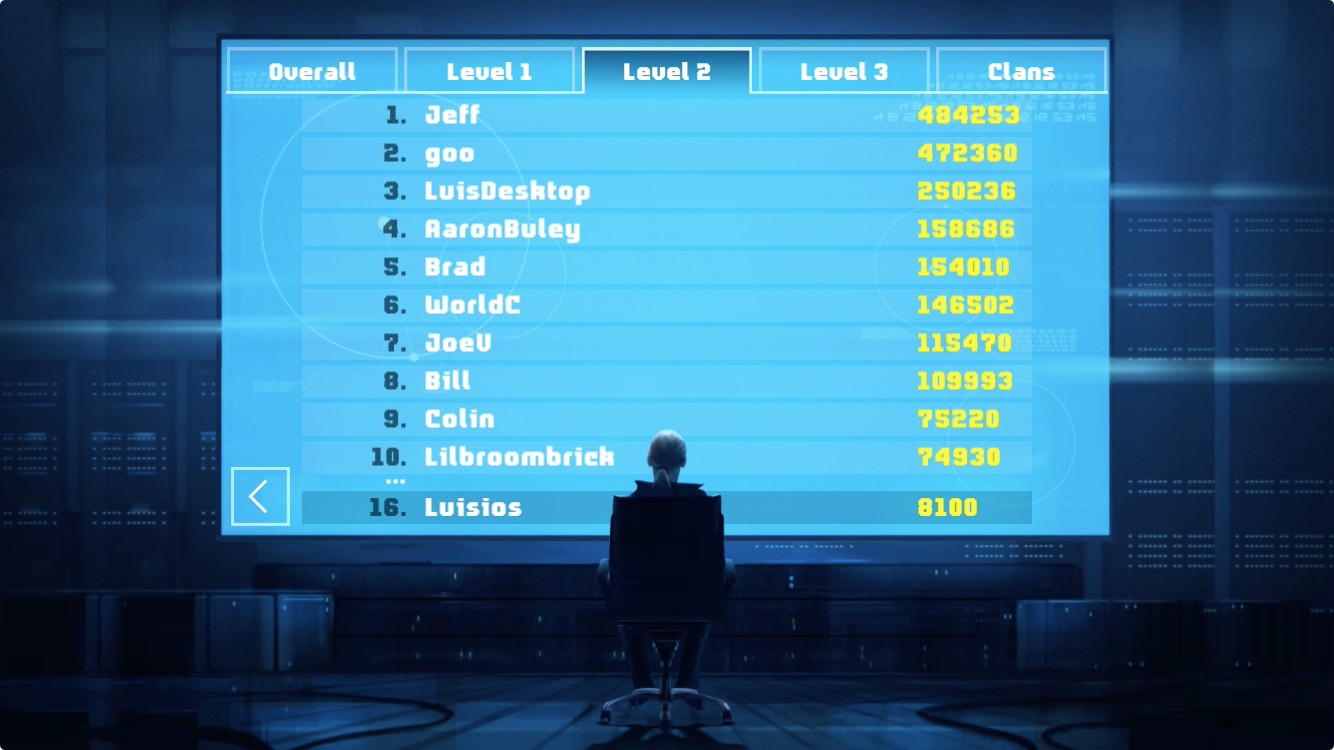 Overall Level 1 Level 2 Level 3 Clans
1. Jeff 484253
2. goo 472360
3. LuisDesktop 250236
4. AaronBuley 158686
5. Brad 154010
6. WorldC 146502
7. JoeV 115470
8. Bill 109993
9. Colin 75220
10. Lilbroombrick 74930
...
16. Luisios 8100